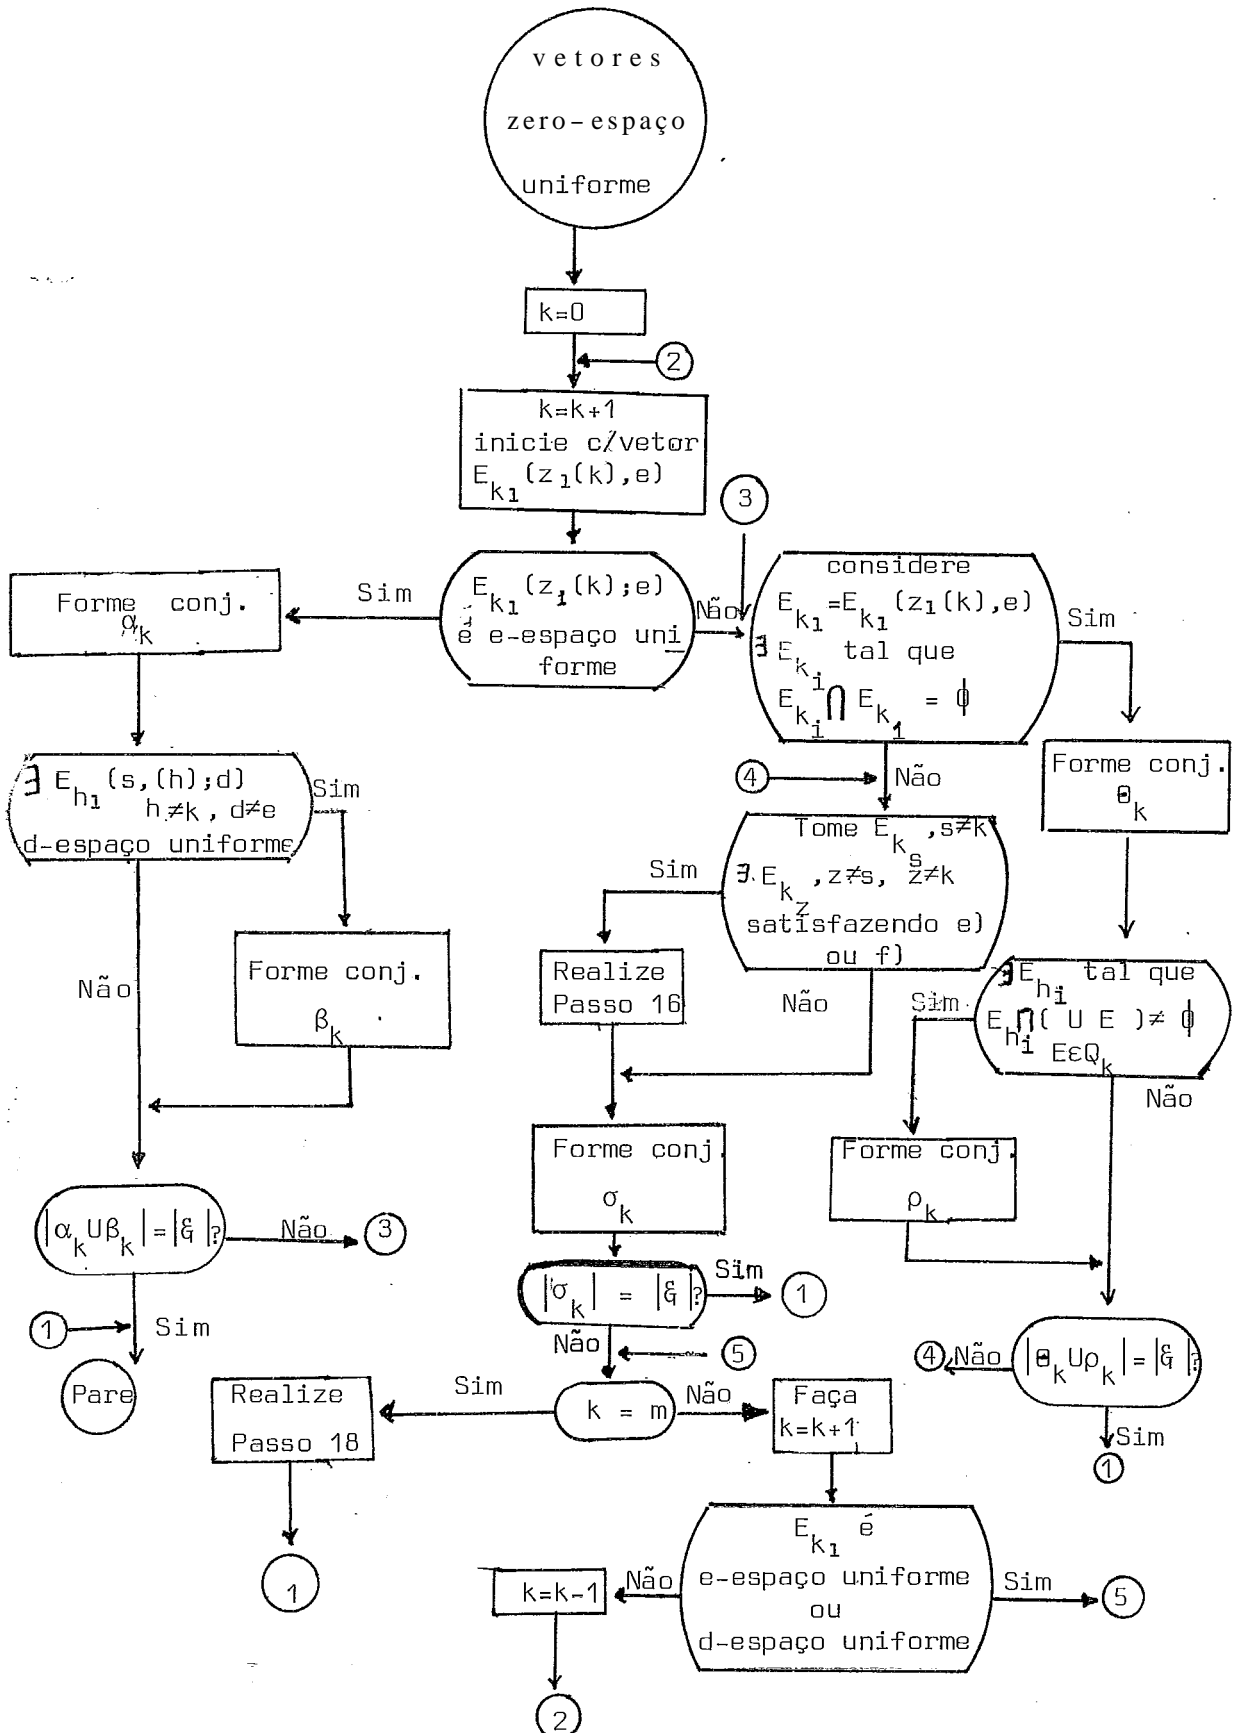 vetores
zero-espaço
uniforme
k=0
2
k=k+1
inicie c/vetor
E_{k_1} (z_1(k),e)
3
E_{k_1} (z_1(k);e)
é e-espaço uni
forme
Sim
Não
Forme conj.
α_k
considere
E_{k_1}=E_{k_1} (z_1(k),e)
∃ E_{k_i} tal que
E_{k_i} ∩ E_{k_1} = ϕ
Sim
Não
4
Forme conj.
θ_k
∃ E_{h_1} (s,(h);d)
h≠k, d≠e
d-espaço uniforme
Sim
Não
Forme conj.
β_k
Tome E_{k_s}, s≠k
∃ E_{k_z}, z≠s, z≠k
satisfazendo e)
ou f)
Sim
Não
Realize
Passo 16
∃ E_{h_i} tal que
E_{h_i} ∩( U E )≠ ϕ
EεQ_k
Sim
Não
Forme conj.
σ_k
Forme conj.
ρ_k
|α_k U β_k| = |&|?
Não
3
1
Sim
Pare
|σ_k| = |&|?
Sim
1
Não
5
|θ_k U ρ_k| = |&|?
Não
4
Sim
1
k = m
Sim
Não
Realize
Passo 18
1
Faça
k=k+1
E_{k_1} é
e-espaço uniforme
ou
d-espaço uniforme
Não
Sim
5
k=k-1
2